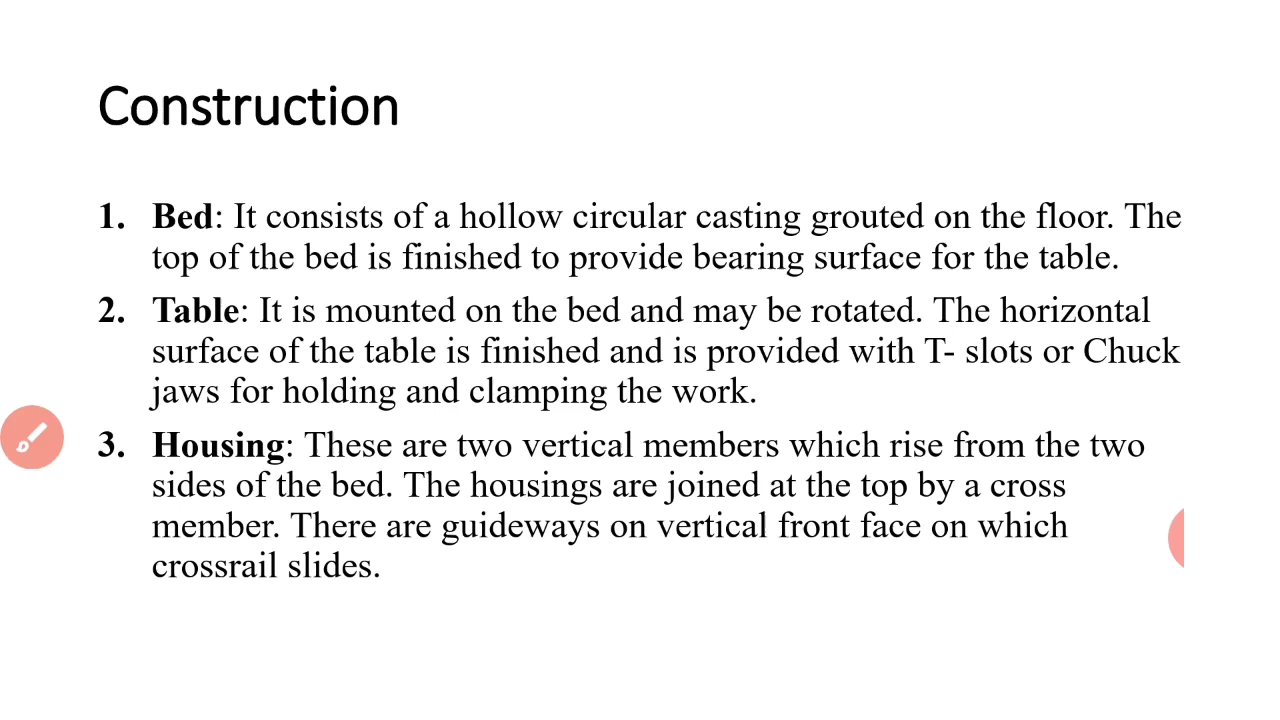 Construction
1. Bed: It consists of a hollow circular casting grouted on the floor. The
top of the bed is finished to provide bearing surface for the table.
2. Table: It is mounted on the bed and may be rotated. The horizontal
surface of the table is finished and is provided with T- slots or Chuck
jaws for holding and clamping the work.
3. Housing: These are two vertical members which rise from the two
sides of the bed. The housings are joined at the top by a cross
member. There are guideways on vertical front face on which
crossrail slides.